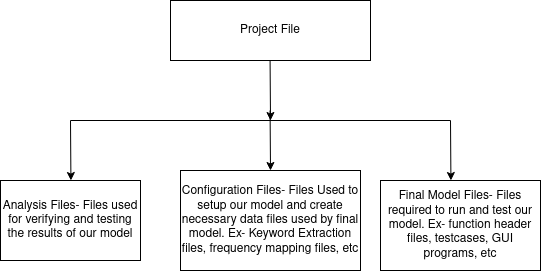 Project File
Analysis Files- Files used
for verifying and testing
the results of our model
Configuration Files- Files Used to
setup our model and create
necessary data files used by final
model. Ex- Keyword Extraction
files, frequency mapping files, etc
Final Model Files- Files
required to run and test our
model. Ex- function header
files, testcases, GUI
programs, etc